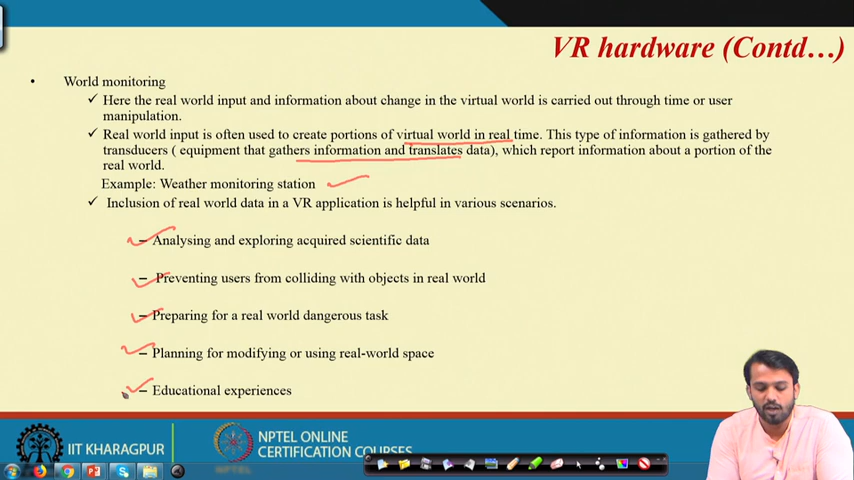 VR hardware (Contd…)
• World monitoring
✓ Here the real world input and information about change in the virtual world is carried out through time or user
manipulation.
✓ Real world input is often used to create portions of virtual world in real time. This type of information is gathered by
transducers ( equipment that gathers information and translates data), which report information about a portion of the
real world.
Example: Weather monitoring station
✓ Inclusion of real world data in a VR application is helpful in various scenarios.
– Analysing and exploring acquired scientific data
– Preventing users from colliding with objects in real world
– Preparing for a real world dangerous task
– Planning for modifying or using real-world space
– Educational experiences
IIT KHARAGPUR
NPTEL ONLINE
CERTIFICATION COURSES
NPTEL